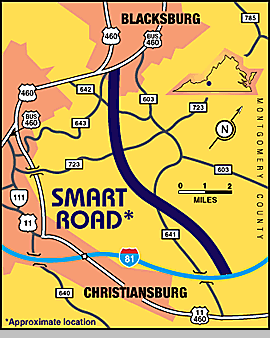 BLACKSBURG
460
BUS
460
785
642
603
BUS
460
603
723
723
N
MONTGOMERY COUNTY
SMART
ROAD*
0 1 2
MILES
111
11
460
641
81
603
640
CHRISTIANSBURG
11
460
*Approximate location